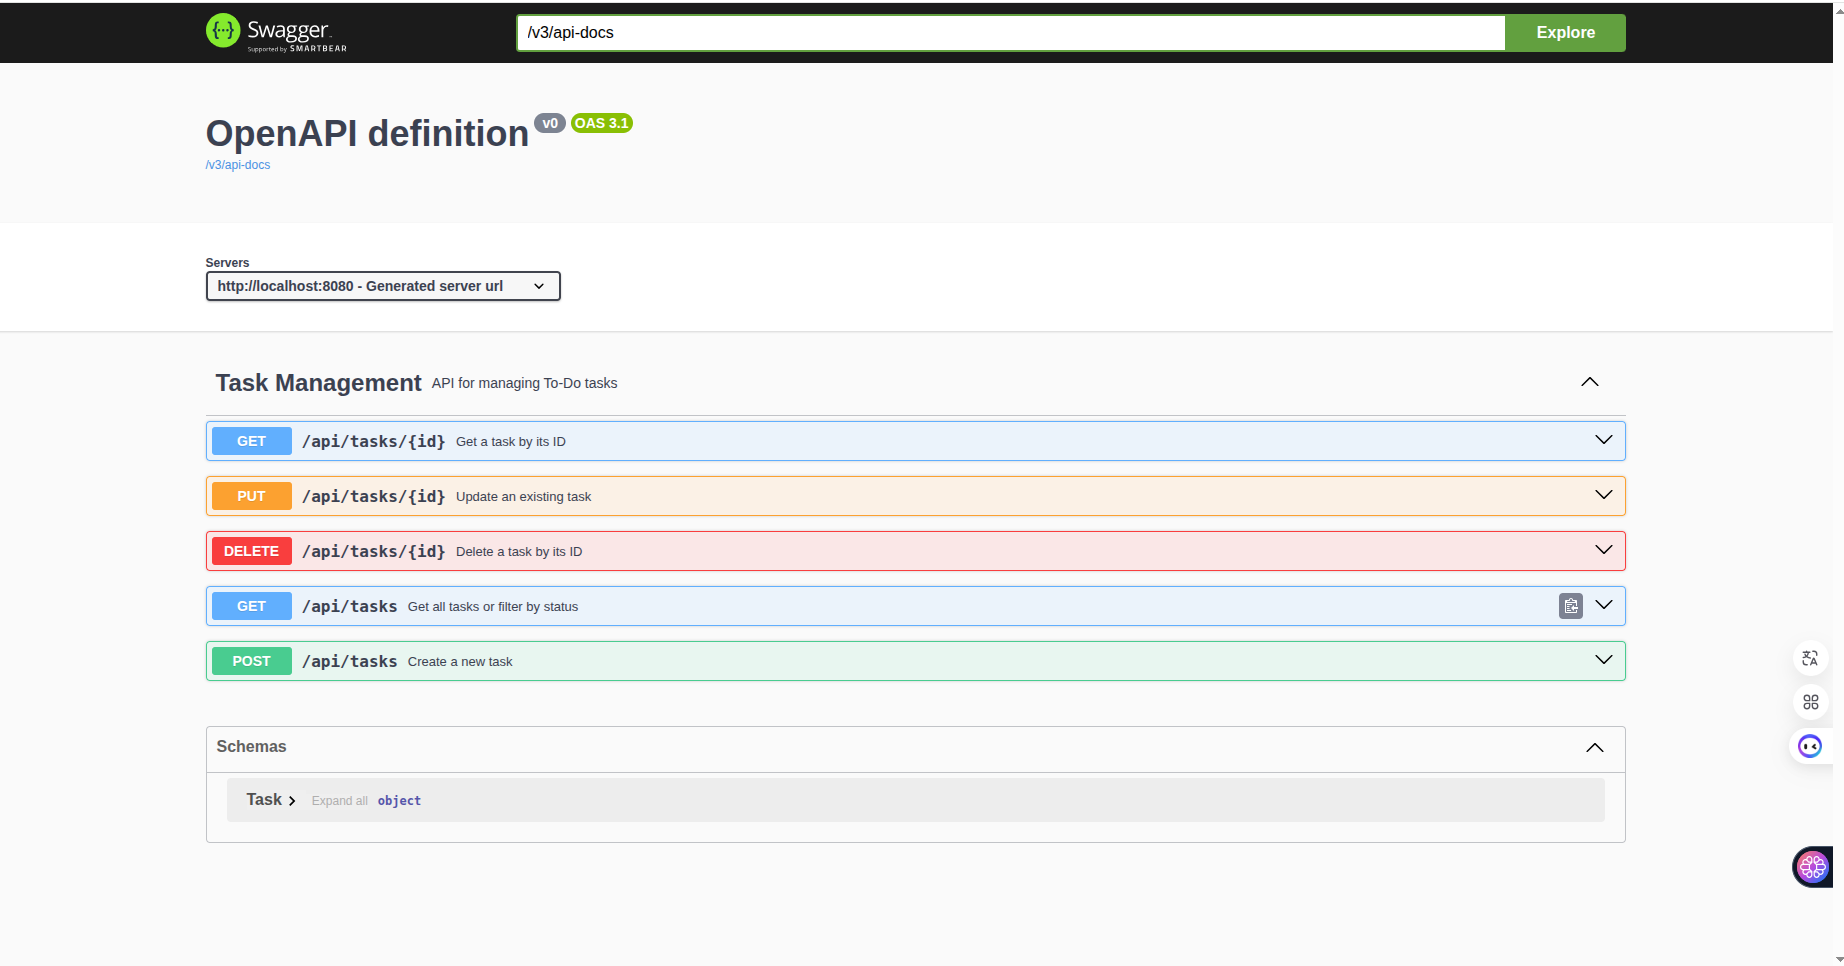 Swagger.
Supported by SMARTBEAR
/v3/api-docs
Explore
OpenAPI definition v0 OAS 3.1
/v3/api-docs
Servers
http://localhost:8080 - Generated server url
Task Management API for managing To-Do tasks
GET /api/tasks/{id} Get a task by its ID
PUT /api/tasks/{id} Update an existing task
DELETE /api/tasks/{id} Delete a task by its ID
GET /api/tasks Get all tasks or filter by status
POST /api/tasks Create a new task
Schemas
Task Expand all object